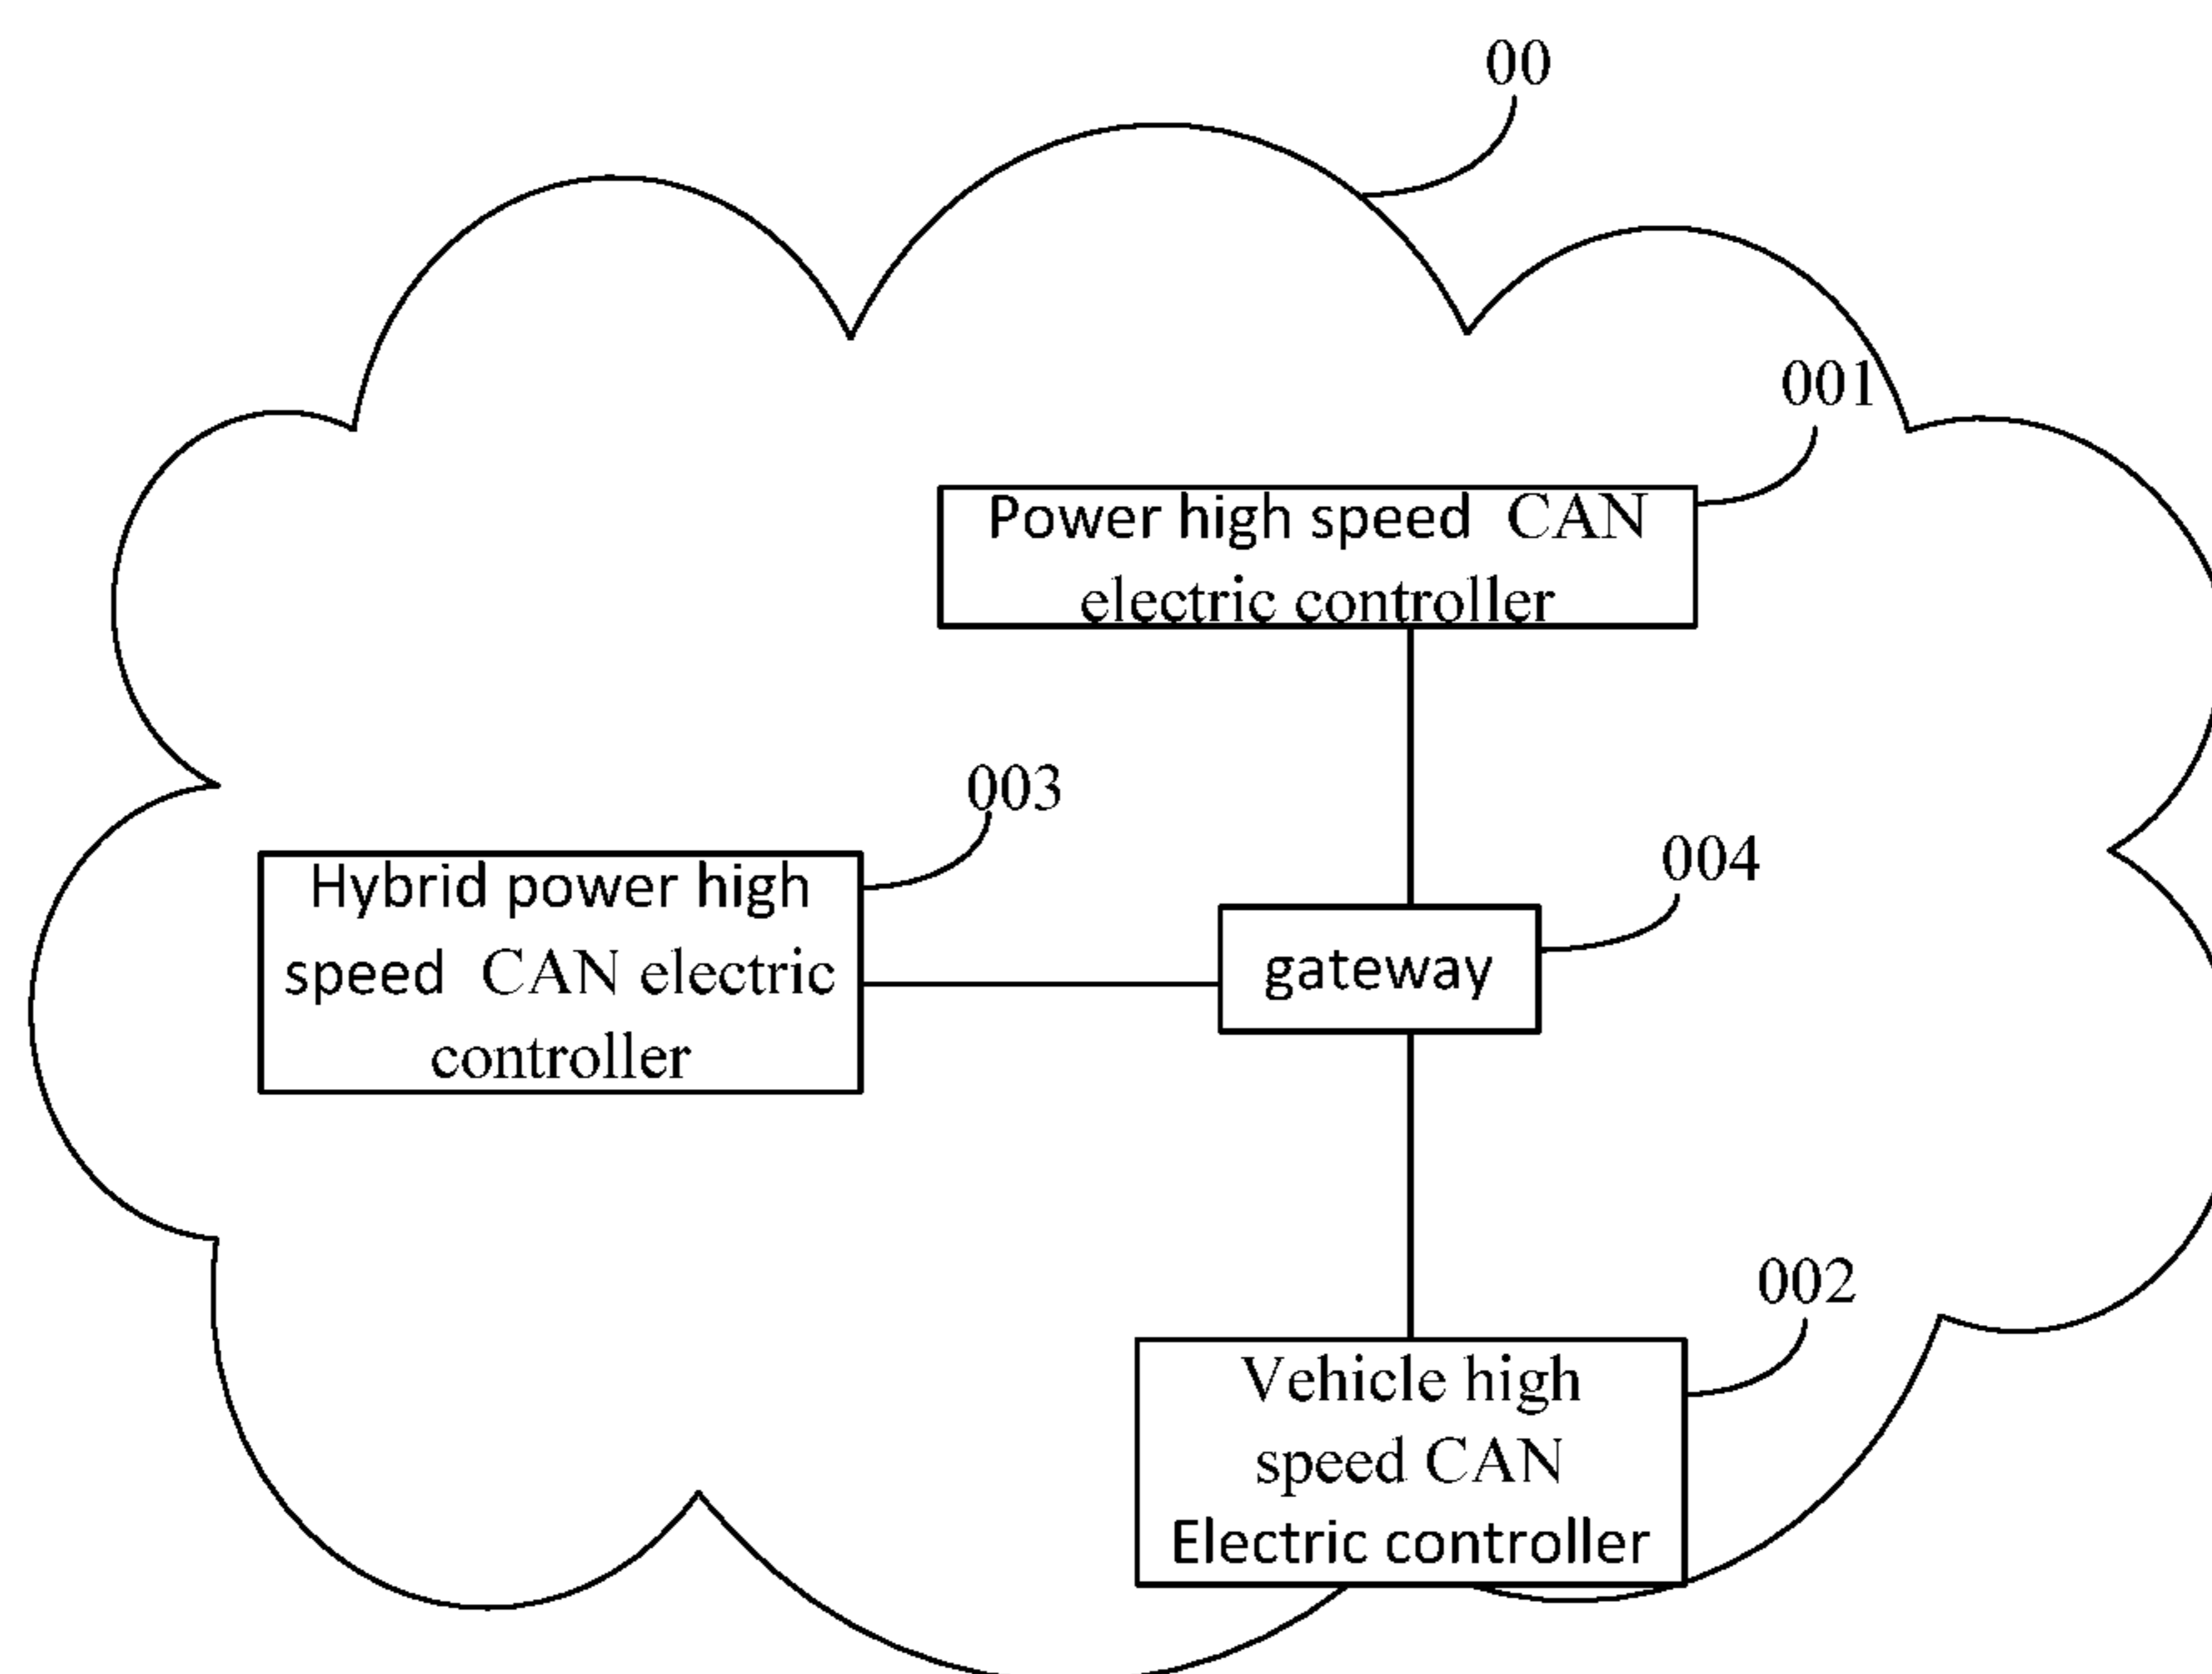 00
001
Power high speed CAN
electric controller
003
004
Hybrid power high
speed CAN electric
controller
gateway
002
Vehicle high
speed CAN
Electric controller